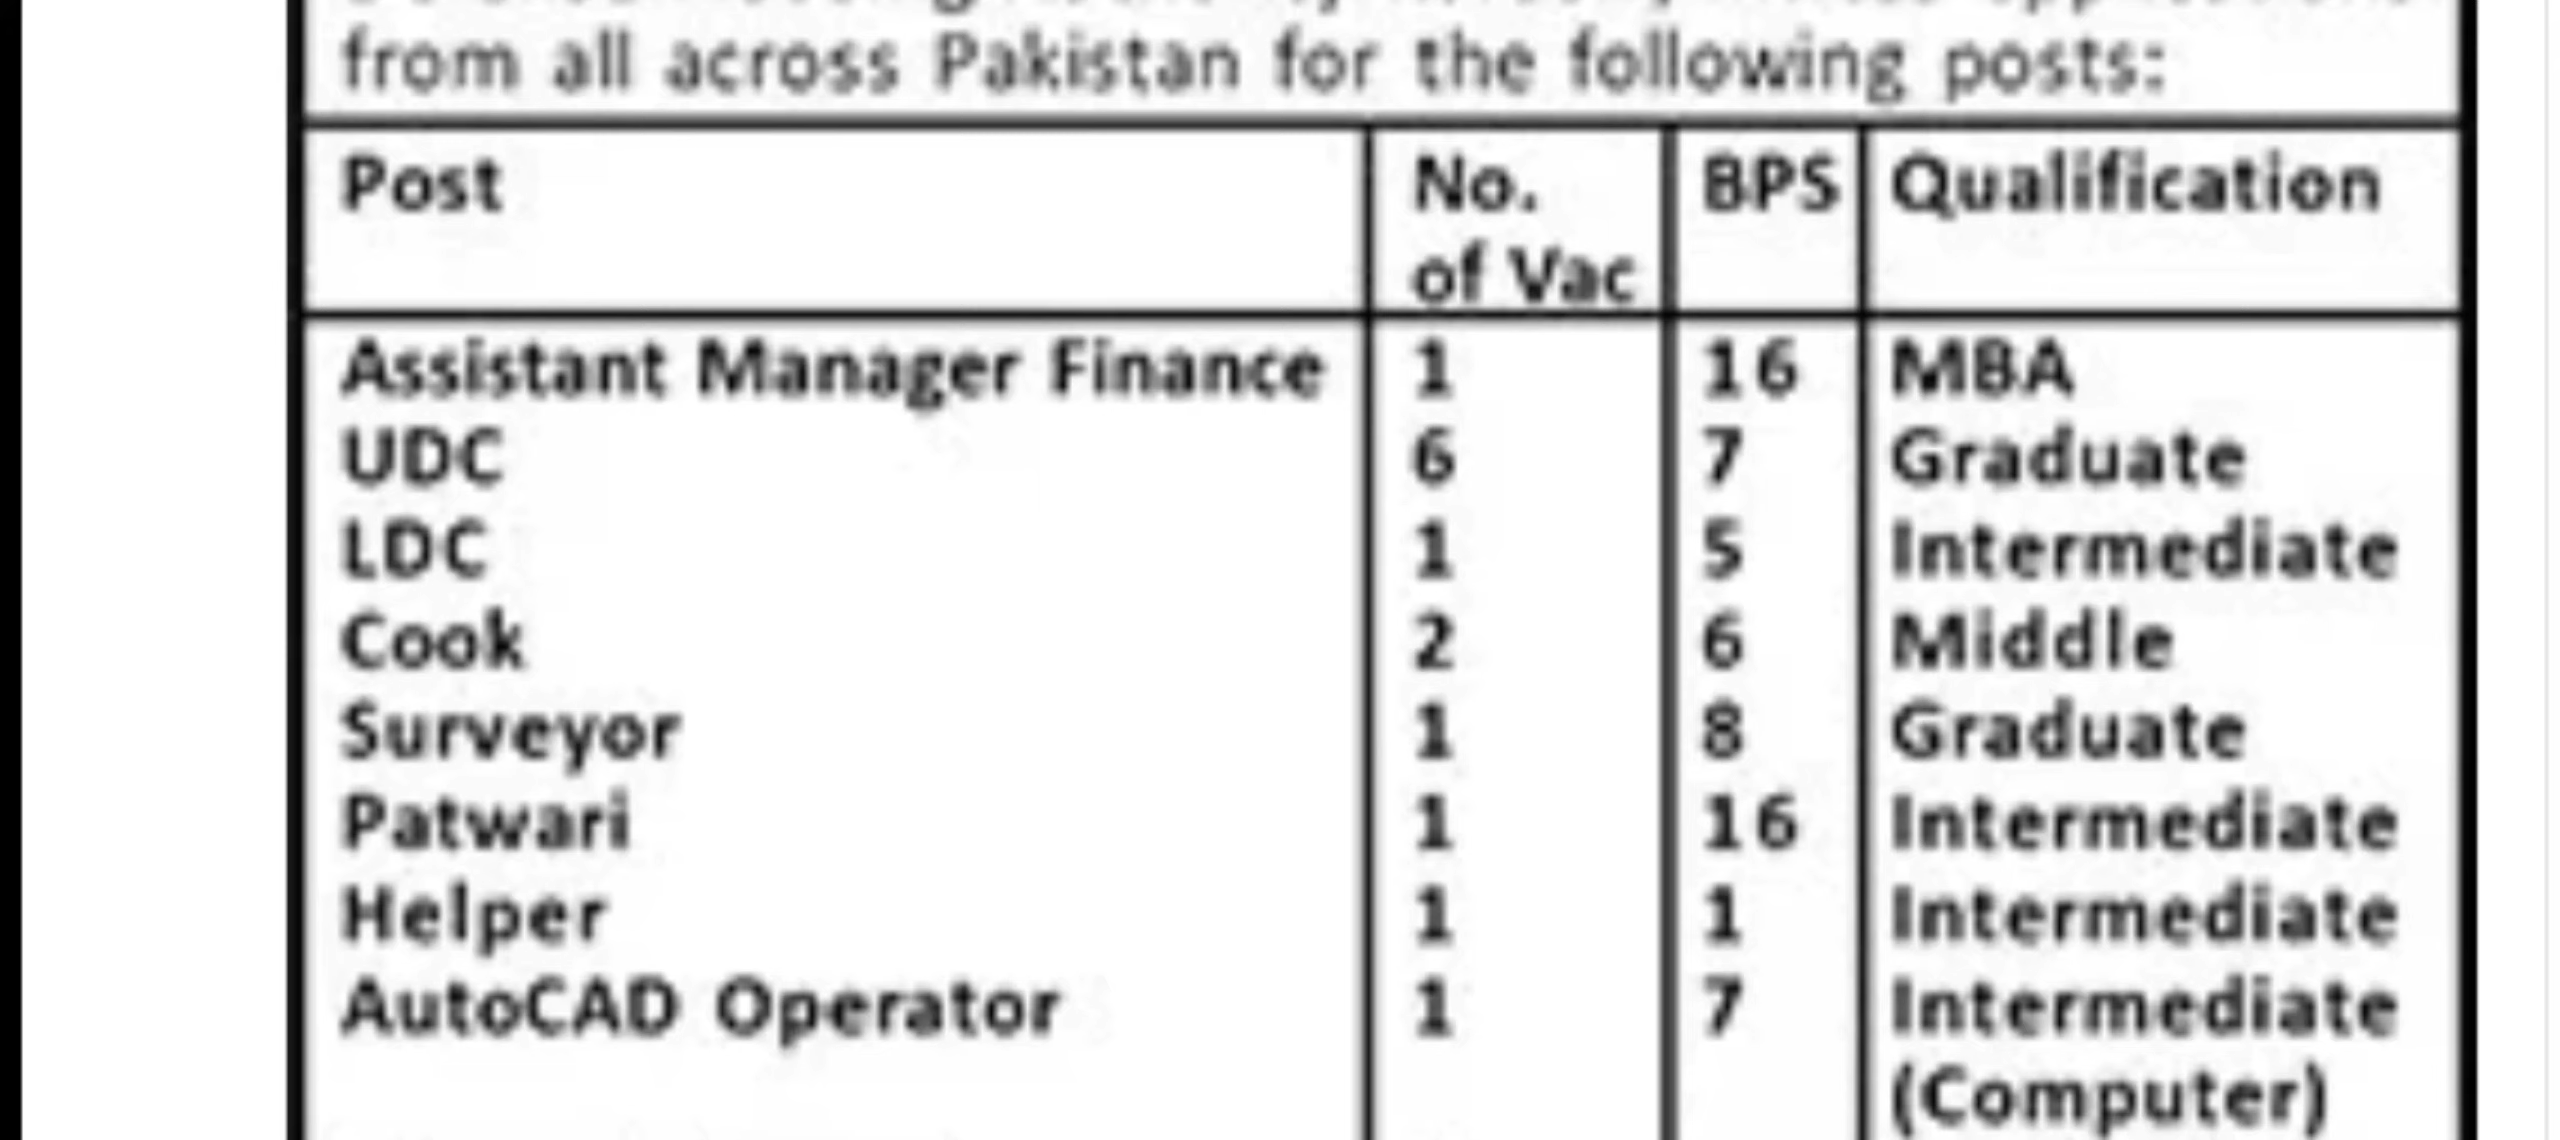 from all across Pakistan for the following posts:
Post No. of Vac BPS Qualification
Assistant Manager Finance 1 16 MBA
UDC 6 7 Graduate
LDC 1 5 Intermediate
Cook 2 6 Middle
Surveyor 1 8 Graduate
Patwari 1 16 Intermediate
Helper 1 1 Intermediate
AutoCAD Operator 1 7 Intermediate
(Computer)